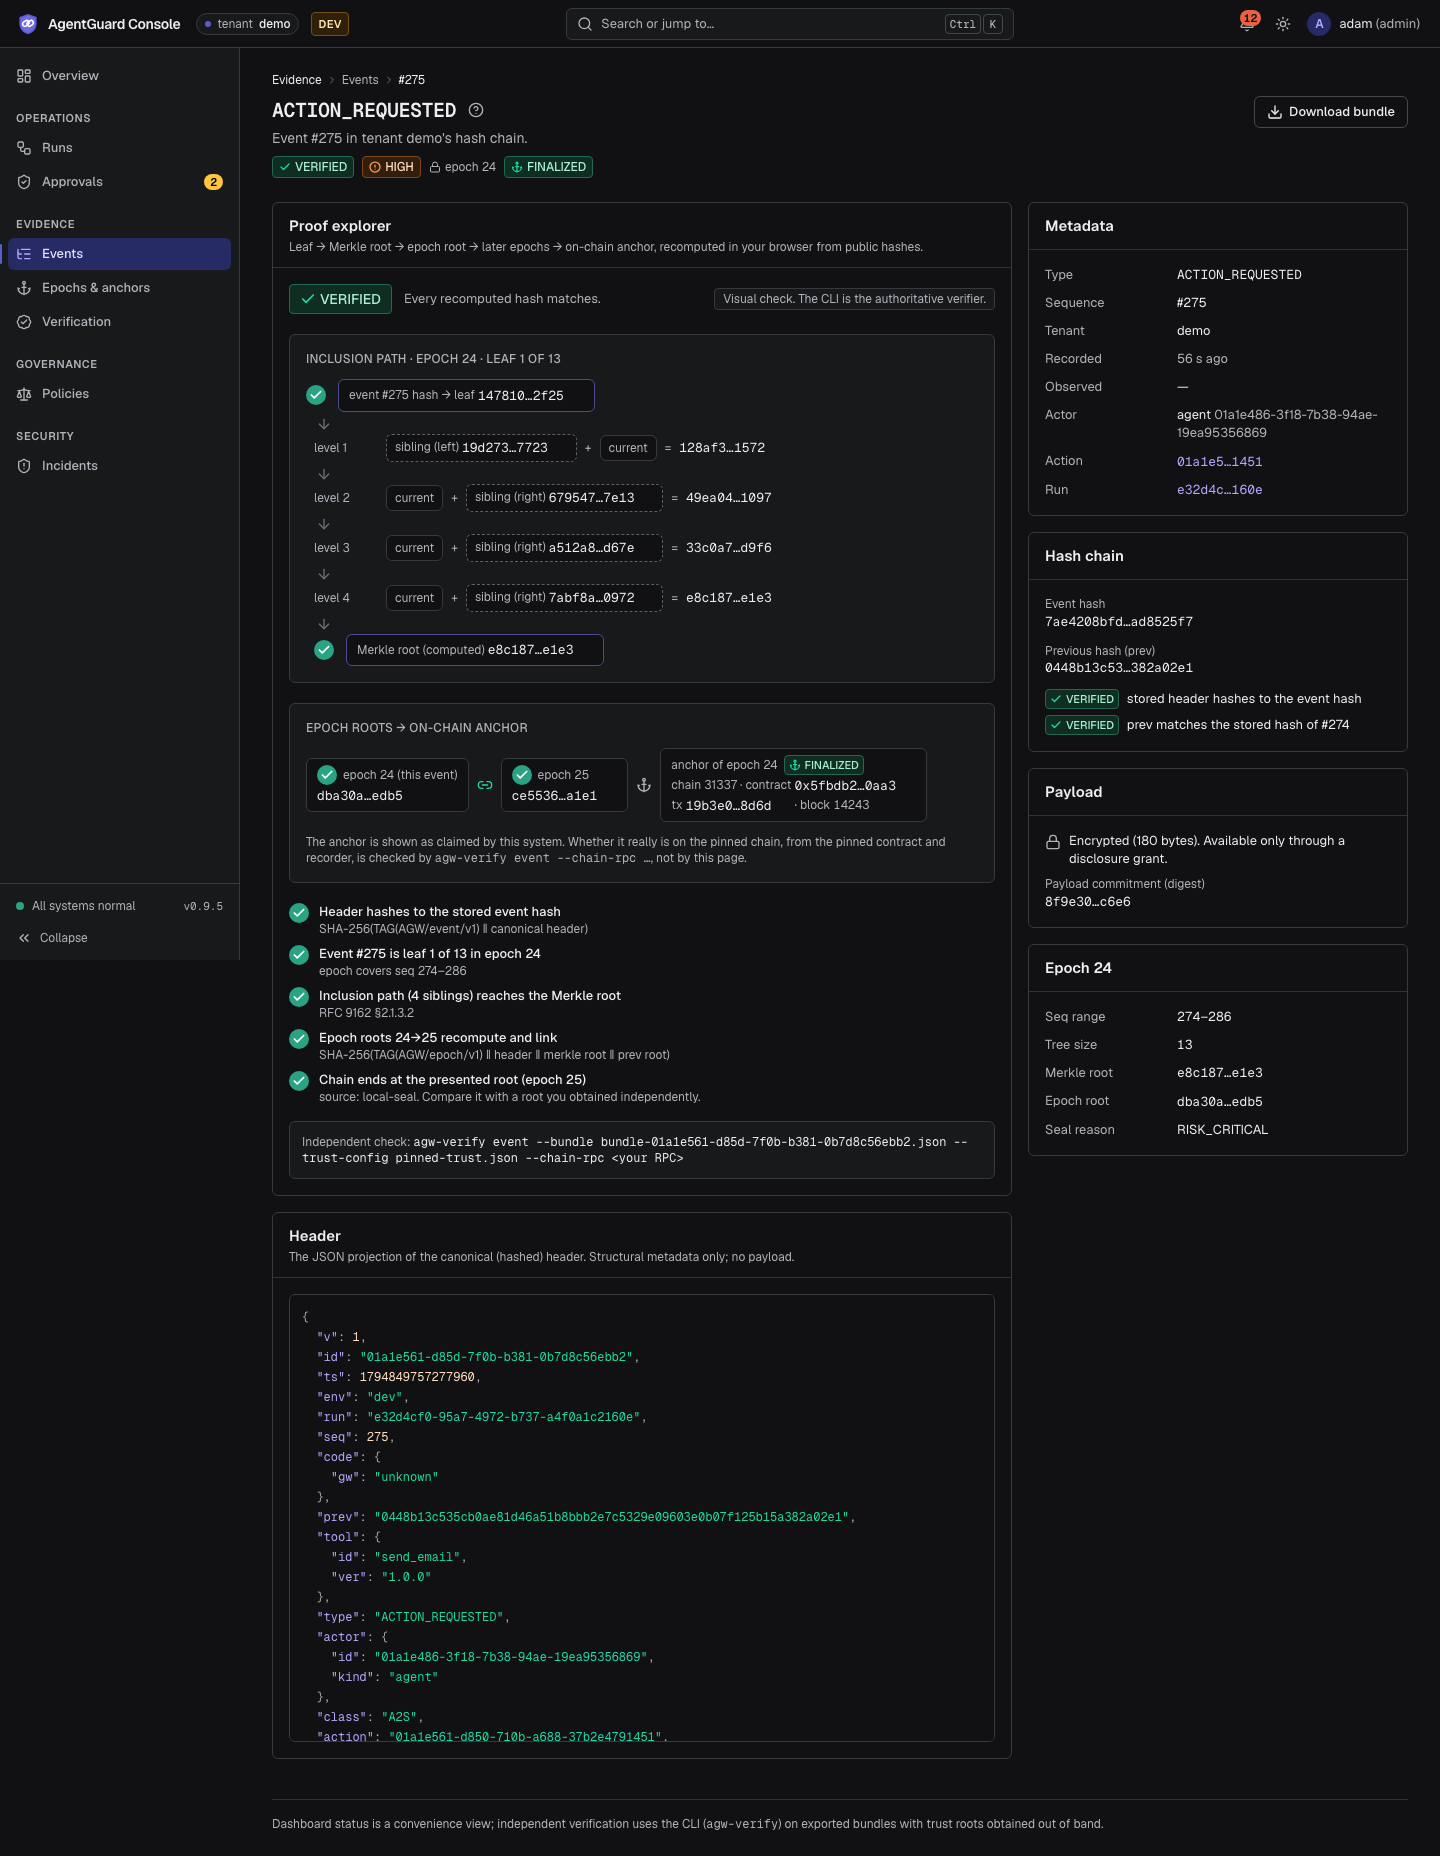 AgentGuard Console
tenant demo
DEV
Search or jump to...
Ctrl K
12
A
adam (admin)
Overview
OPERATIONS
Runs
Approvals
2
EVIDENCE
Events
Epochs & anchors
Verification
GOVERNANCE
Policies
SECURITY
Incidents
All systems normal
v0.9.5
Collapse
Evidence > Events > #275
ACTION_REQUESTED
Download bundle
Event #275 in tenant demo's hash chain.
VERIFIED HIGH epoch 24 FINALIZED
Proof explorer
Leaf → Merkle root → epoch root → later epochs → on-chain anchor, recomputed in your browser from public hashes.
VERIFIED Every recomputed hash matches.
Visual check. The CLI is the authoritative verifier.
INCLUSION PATH · EPOCH 24 · LEAF 1 OF 13
event #275 hash → leaf 147810…2f25
level 1 sibling (left) 19d273…7723 + current = 128af3…1572
level 2 current + sibling (right) 679547…7e13 = 49ea04…1097
level 3 current + sibling (right) a512a8…d67e = 33c0a7…d9f6
level 4 current + sibling (right) 7abf8a…0972 = e8c187…e1e3
Merkle root (computed) e8c187…e1e3
EPOCH ROOTS → ON-CHAIN ANCHOR
epoch 24 (this event)
dba30a…edb5
epoch 25
ce5536…a1e1
anchor of epoch 24 FINALIZED
chain 31337 · contract 0x5fbdb2…0aa3
tx 19b3e0…8d6d · block 14243
The anchor is shown as claimed by this system. Whether it really is on the pinned chain, from the pinned contract and
recorder, is checked by agw-verify event --chain-rpc …, not by this page.
Header hashes to the stored event hash
SHA-256(TAG(AGW/event/v1) ‖ canonical header)
Event #275 is leaf 1 of 13 in epoch 24
epoch covers seq 274–286
Inclusion path (4 siblings) reaches the Merkle root
RFC 9162 §2.1.3.2
Epoch roots 24→25 recompute and link
SHA-256(TAG(AGW/epoch/v1) ‖ header ‖ merkle root ‖ prev root)
Chain ends at the presented root (epoch 25)
source: local-seal. Compare it with a root you obtained independently.
Independent check: agw-verify event --bundle bundle-01a1e561-d85d-7f0b-b381-0b7d8c56ebb2.json --
trust-config pinned-trust.json --chain-rpc <your RPC>
Header
The JSON projection of the canonical (hashed) header. Structural metadata only; no payload.
{
"v": 1,
"id": "01a1e561-d85d-7f0b-b381-0b7d8c56ebb2",
"ts": 1794849757277960,
"env": "dev",
"run": "e32d4cf0-95a7-4972-b737-a4f0a1c2160e",
"seq": 275,
"code": {
"gw": "unknown"
},
"prev": "0448b13c535cb0ae81d46a51b8bbb2e7c5329e09603e0b07f125b15a382a02e1",
"tool": {
"id": "send_email",
"ver": "1.0.0"
},
"type": "ACTION_REQUESTED",
"actor": {
"id": "01a1e486-3f18-7b38-94ae-19ea95356869",
"kind": "agent"
},
"class": "A2S",
"action": "01a1e561-d850-710b-a688-37b2e4791451",
Metadata
Type ACTION_REQUESTED
Sequence #275
Tenant demo
Recorded 56 s ago
Observed —
Actor agent 01a1e486-3f18-7b38-94ae-
19ea95356869
Action 01a1e5…1451
Run e32d4c…160e
Hash chain
Event hash
7ae4208bfd…ad8525f7
Previous hash (prev)
0448b13c53…382a02e1
VERIFIED stored header hashes to the event hash
VERIFIED prev matches the stored hash of #274
Payload
Encrypted (180 bytes). Available only through a
disclosure grant.
Payload commitment (digest)
8f9e30…c6e6
Epoch 24
Seq range 274–286
Tree size 13
Merkle root e8c187…e1e3
Epoch root dba30a…edb5
Seal reason RISK_CRITICAL
Dashboard status is a convenience view; independent verification uses the CLI (agw-verify) on exported bundles with trust roots obtained out of band.